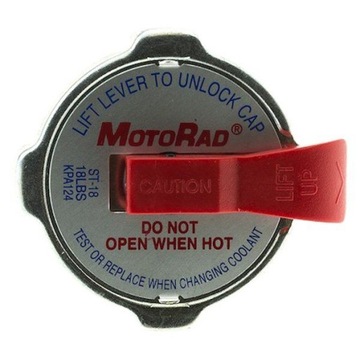 LIFT LEVER TO UNLOCK CAP
MOTORAD®
ST-18
18LBS
KPA124
CAUTION
LIFT
UP
DO NOT
OPEN WHEN HOT
TEST OR REPLACE WHEN CHANGING COOLANT